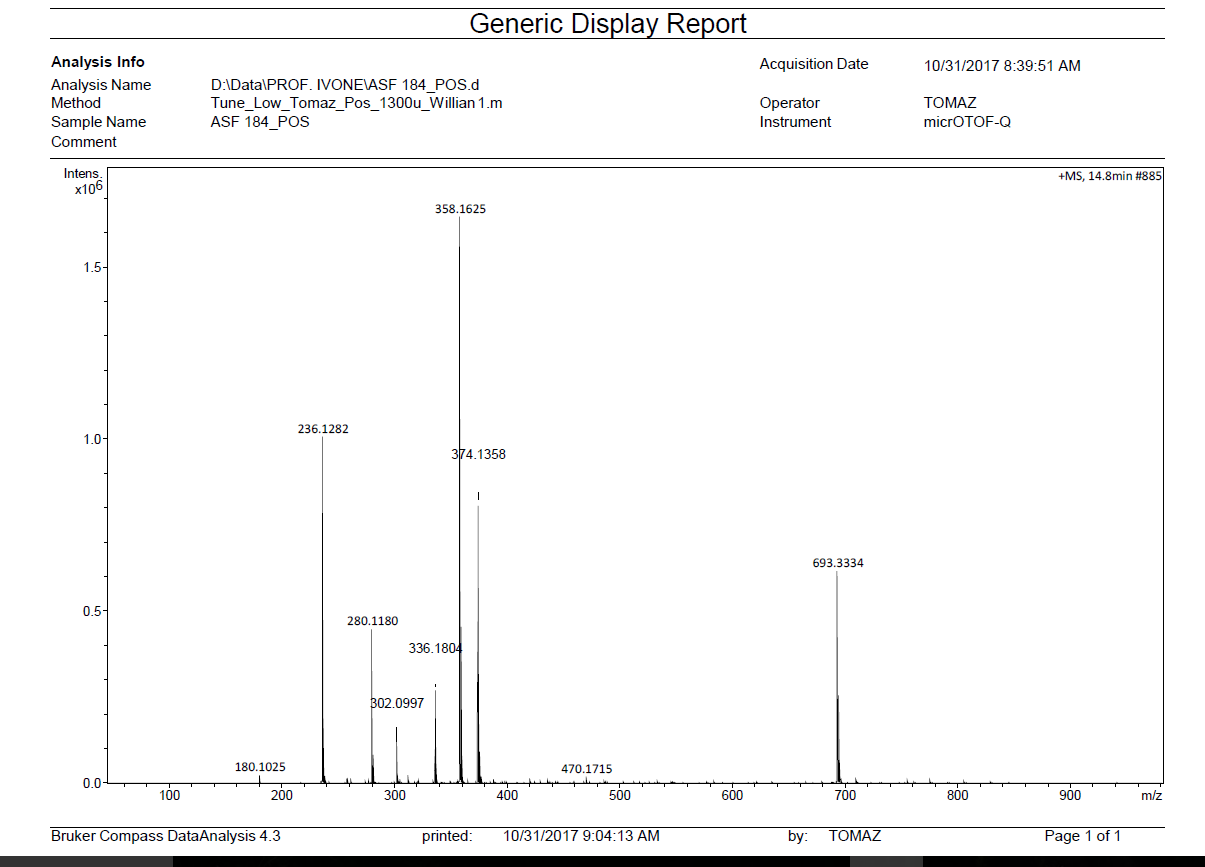 Generic Display Report
Analysis Info
Acquisition Date 10/31/2017 8:39:51 AM
Analysis Name D:\Data\PROF. IVONE\ASF 184_POS.d
Method Tune_Low_Tomaz_Pos_1300u_Willian1.m Operator TOMAZ
Sample Name ASF 184_POS Instrument micrOTOF-Q
Comment
Intens.
x10^6
+MS, 14.8min #885
358.1625
1.5
236.1282
1.0
374.1358
693.3334
0.5
280.1180
336.1804
302.0997
180.1025
470.1715
0.0
100 200 300 400 500 600 700 800 900 m/z
Bruker Compass DataAnalysis 4.3 printed: 10/31/2017 9:04:13 AM by: TOMAZ Page 1 of 1